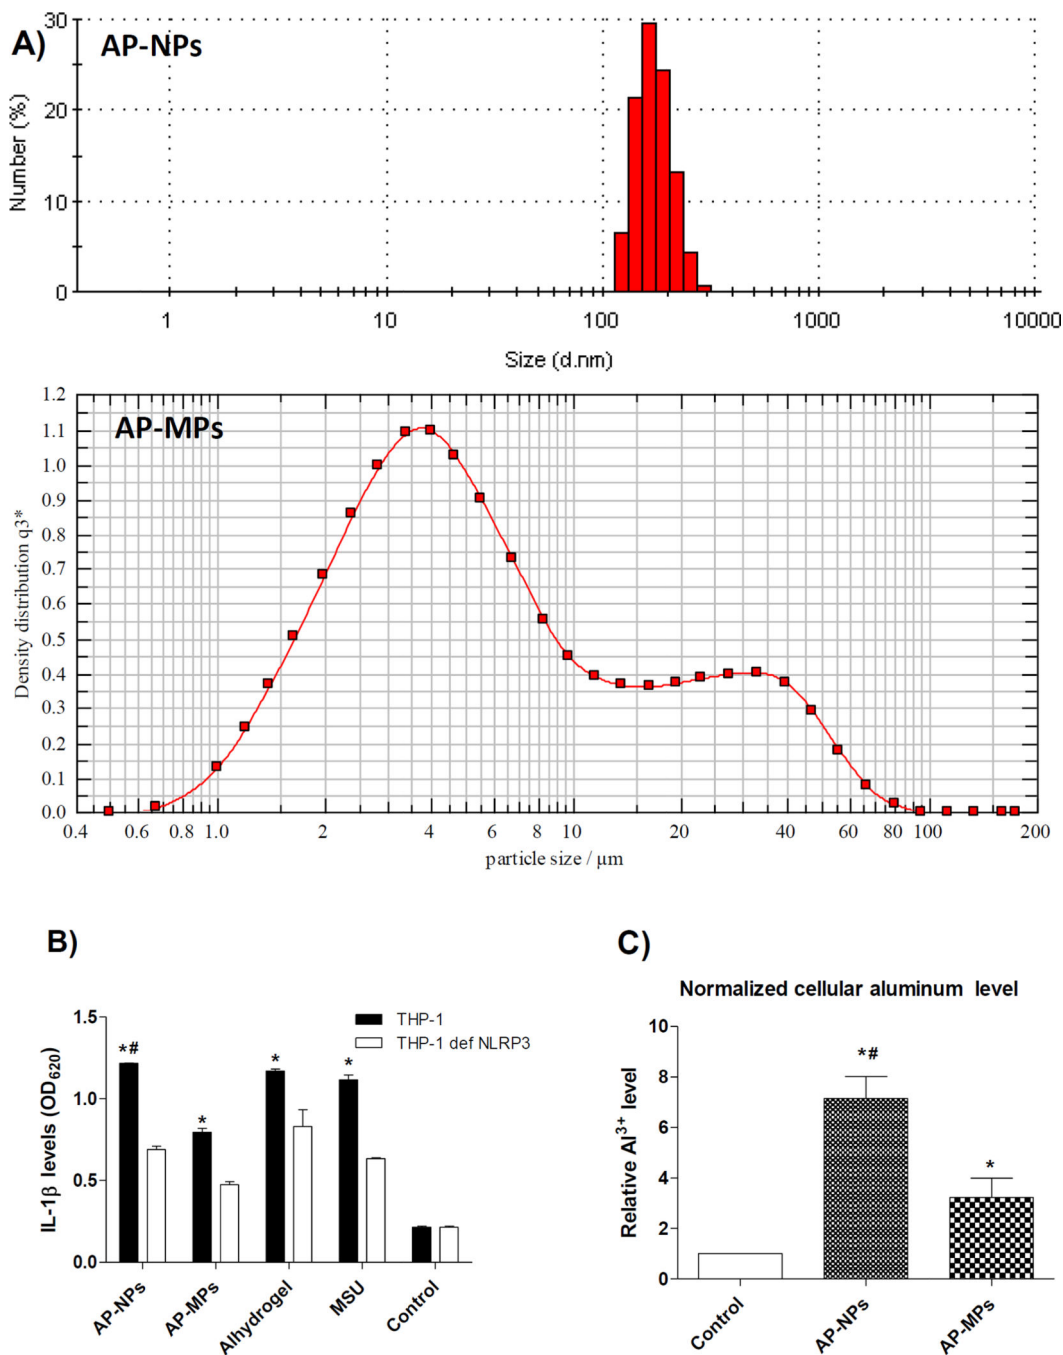 A)
AP-NPs
Number (%)
30
20
10
0
1 10 100 1000 10000
Size (d.nm)
AP-MPs
Density distribution q3*
1.2
1.1
1.0
0.9
0.8
0.7
0.6
0.5
0.4
0.3
0.2
0.1
0.0
0.4 0.6 0.8 1.0 2 4 6 8 10 20 40 60 80 100 200
particle size / µm
B)
IL-1β levels (OD620)
1.5
1.0
0.5
0.0
THP-1
THP-1 def NLRP3
*#
*
*
*
AP-NPs
AP-MPs
Alhydrogel
MSU
Control
C)
Normalized cellular aluminum level
Relative Al3+ level
10
8
6
4
2
0
*#
*
Control
AP-NPs
AP-MPs